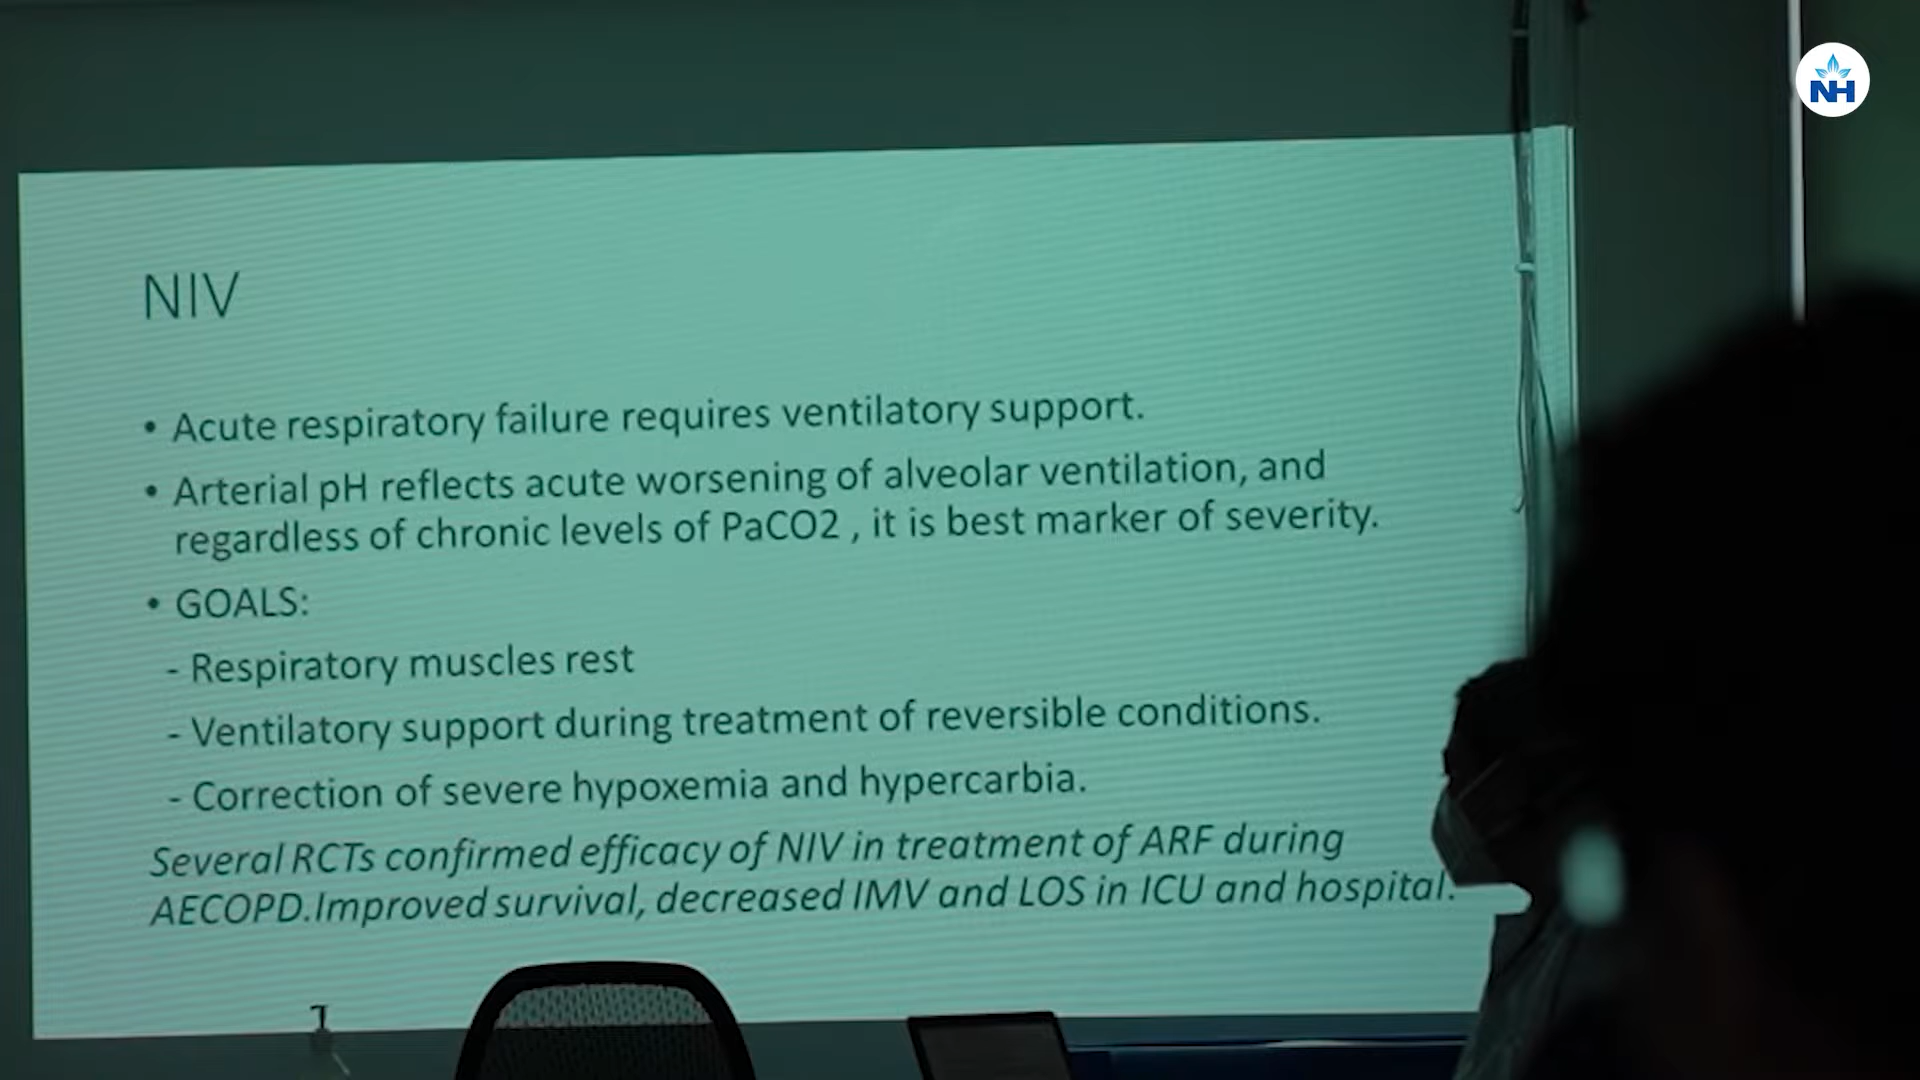 NH
NIV
• Acute respiratory failure requires ventilatory support.
• Arterial pH reflects acute worsening of alveolar ventilation, and
regardless of chronic levels of PaCO2 , it is best marker of severity.
• GOALS:
- Respiratory muscles rest
- Ventilatory support during treatment of reversible conditions.
- Correction of severe hypoxemia and hypercarbia.
Several RCTs confirmed efficacy of NIV in treatment of ARF during
AECOPD.Improved survival, decreased IMV and LOS in ICU and hospital.